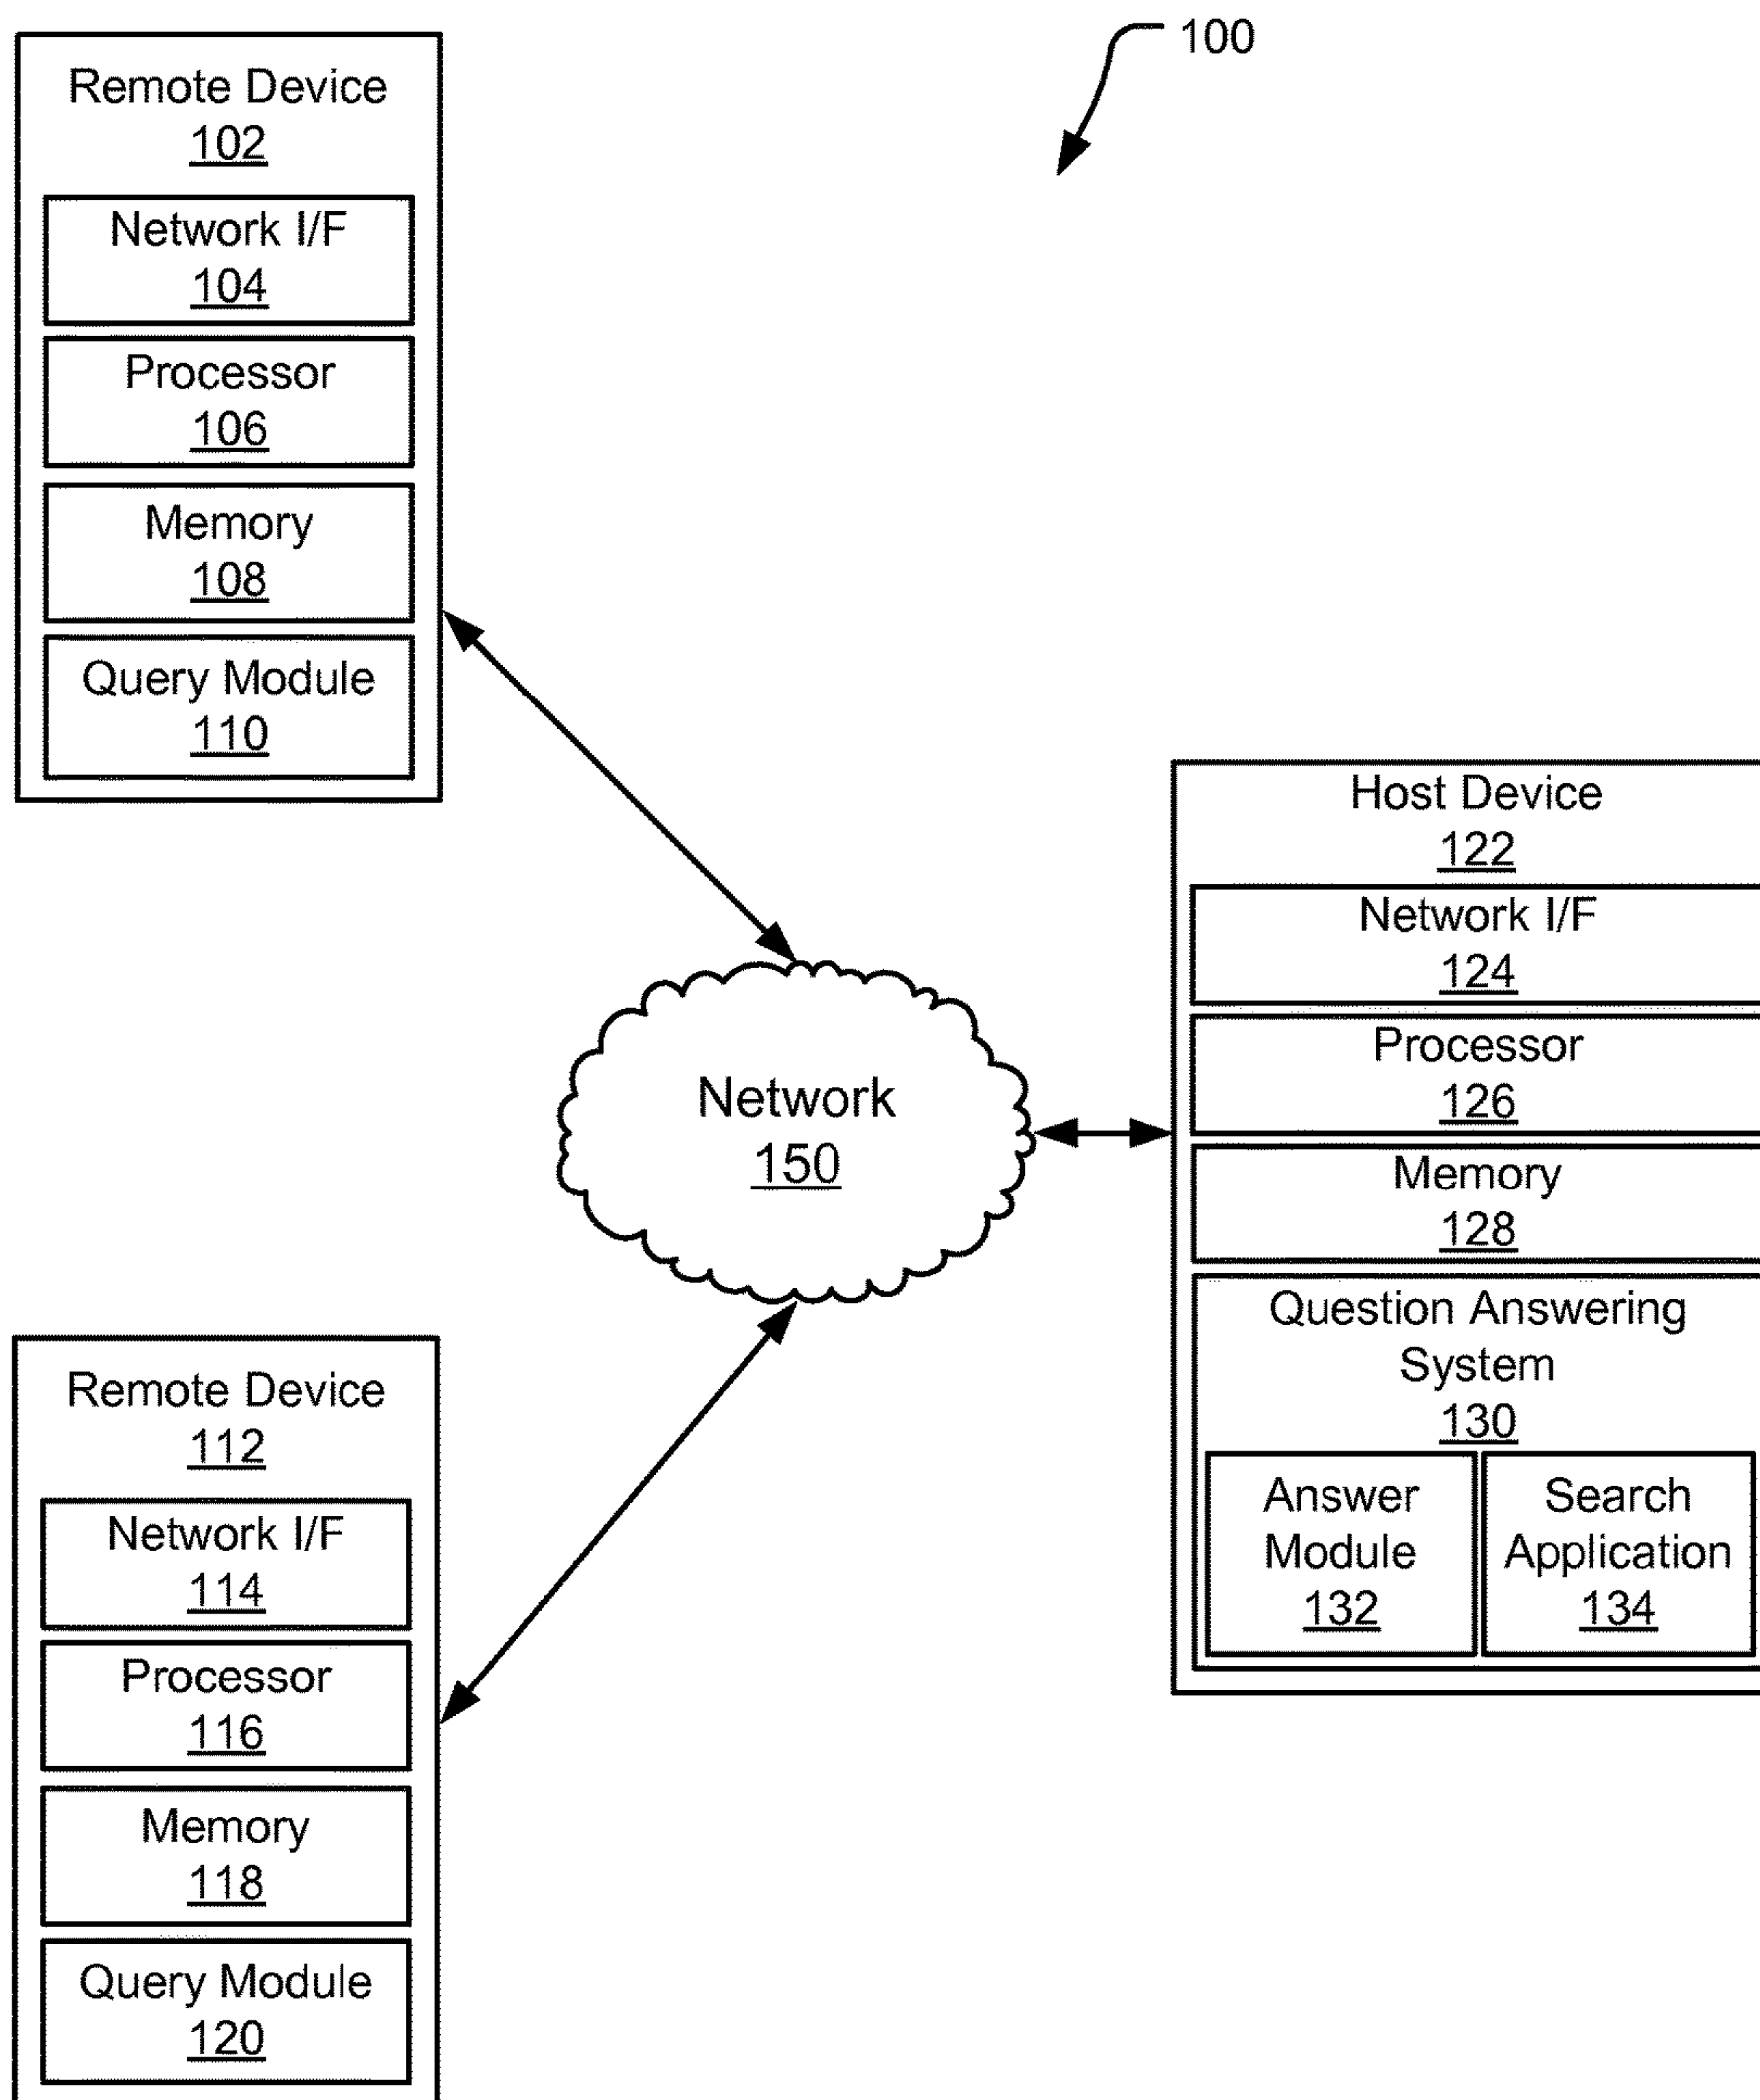 100
Remote Device
102
Network I/F
104
Processor
106
Memory
108
Query Module
110
Host Device
122
Network I/F
124
Processor
126
Memory
128
Question Answering
System
130
Answer
Module
132
Search
Application
134
Network
150
Remote Device
112
Network I/F
114
Processor
116
Memory
118
Query Module
120